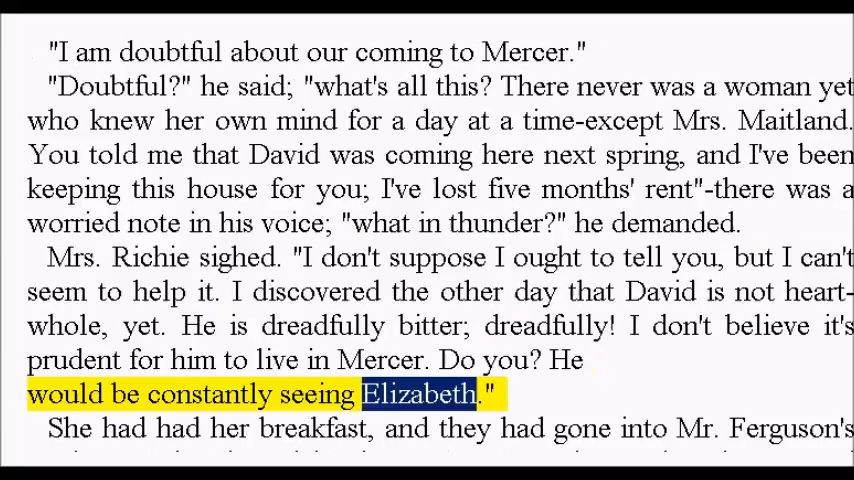 "I am doubtful about our coming to Mercer."
"Doubtful?" he said; "what's all this? There never was a woman yet
who knew her own mind for a day at a time-except Mrs. Maitland.
You told me that David was coming here next spring, and I've been
keeping this house for you; I've lost five months' rent"-there was a
worried note in his voice; "what in thunder?" he demanded.
Mrs. Richie sighed. "I don't suppose I ought to tell you, but I can't
seem to help it. I discovered the other day that David is not heart-
whole, yet. He is dreadfully bitter; dreadfully! I don't believe it's
prudent for him to live in Mercer. Do you? He
would be constantly seeing Elizabeth."
She had had her breakfast, and they had gone into Mr. Ferguson's